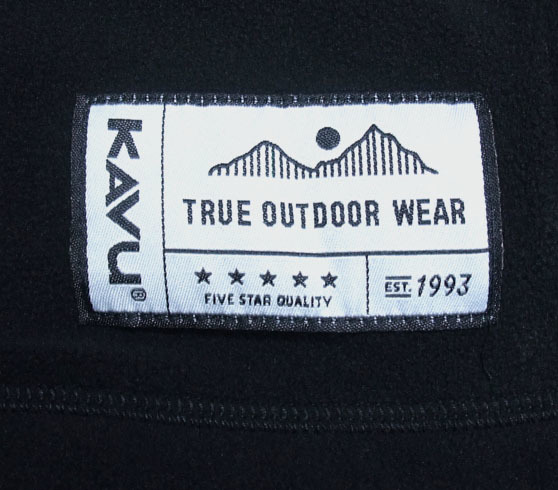 KAVU®
TRUE OUTDOOR WEAR
FIVE STAR QUALITY
EST. 1993